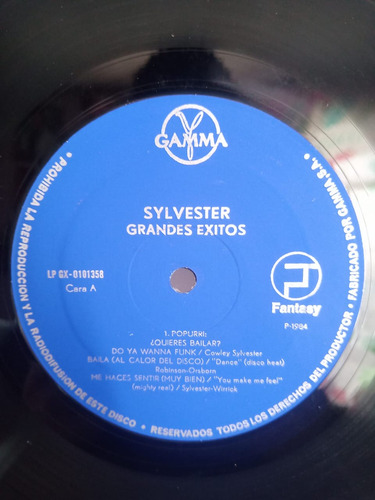 GAMMA
SYLVESTER
GRANDES EXITOS
LP GX-0101358
Cara A
Fantasy
P-1984
1. POPURRI:
¿QUIERES BAILAR?
DO YA WANNA FUNK / Cowley Sylvester
BAILA (AL CALOR DEL DISCO) / "Dance" (disco heat)
Robinson-Orsborn
ME HACES SENTIR (MUY BIEN) / "You make me feel"
(mighty real) / Sylvester-Wirrick
• PROHIBIDA LA REPRODUCCION Y LA RADIODIFUSION DE ESTE DISCO • RESERVADOS TODOS LOS DERECHOS DEL PRODUCTOR • FABRICADO POR GAMMA, S.A. •